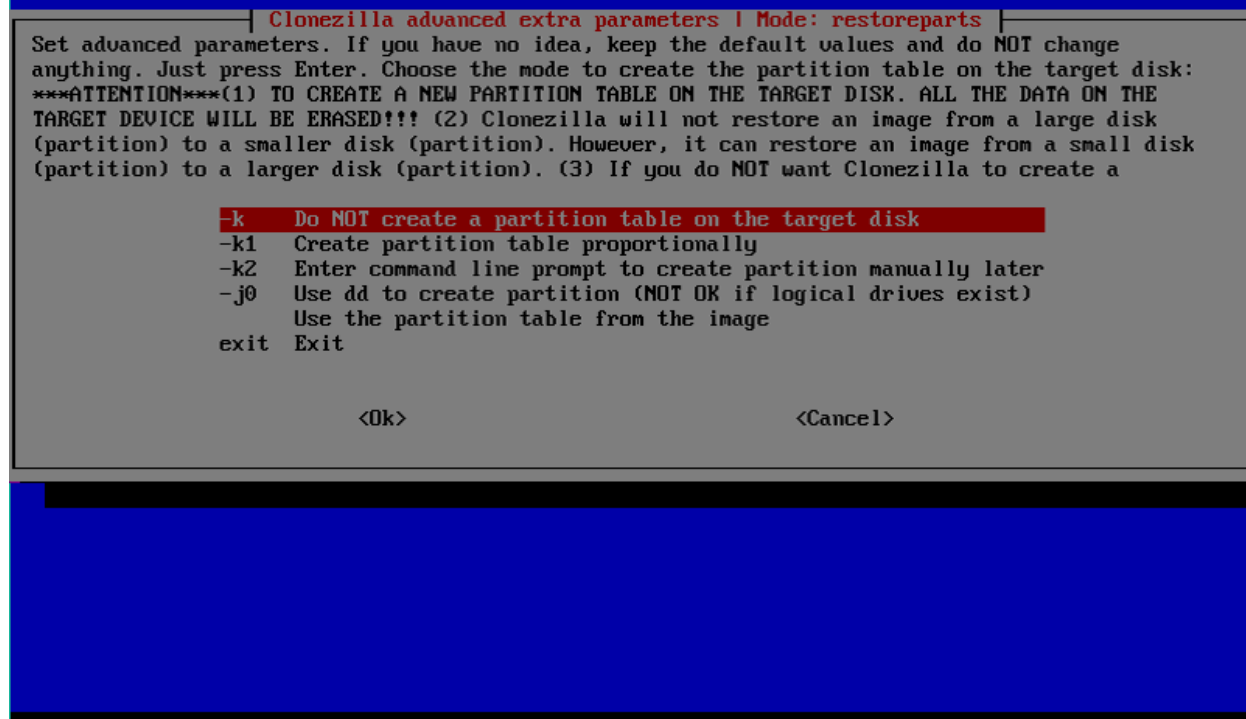 Clonezilla advanced extra parameters | Mode: restoreparts
Set advanced parameters. If you have no idea, keep the default values and do NOT change
anything. Just press Enter. Choose the mode to create the partition table on the target disk:
***ATTENTION***(1) TO CREATE A NEW PARTITION TABLE ON THE TARGET DISK. ALL THE DATA ON THE
TARGET DEVICE WILL BE ERASED!!! (2) Clonezilla will not restore an image from a large disk
(partition) to a smaller disk (partition). However, it can restore an image from a small disk
(partition) to a larger disk (partition). (3) If you do NOT want Clonezilla to create a
-k Do NOT create a partition table on the target disk
-k1 Create partition table proportionally
-k2 Enter command line prompt to create partition manually later
-j0 Use dd to create partition (NOT OK if logical drives exist)
Use the partition table from the image
exit Exit
<Ok> <Cancel>